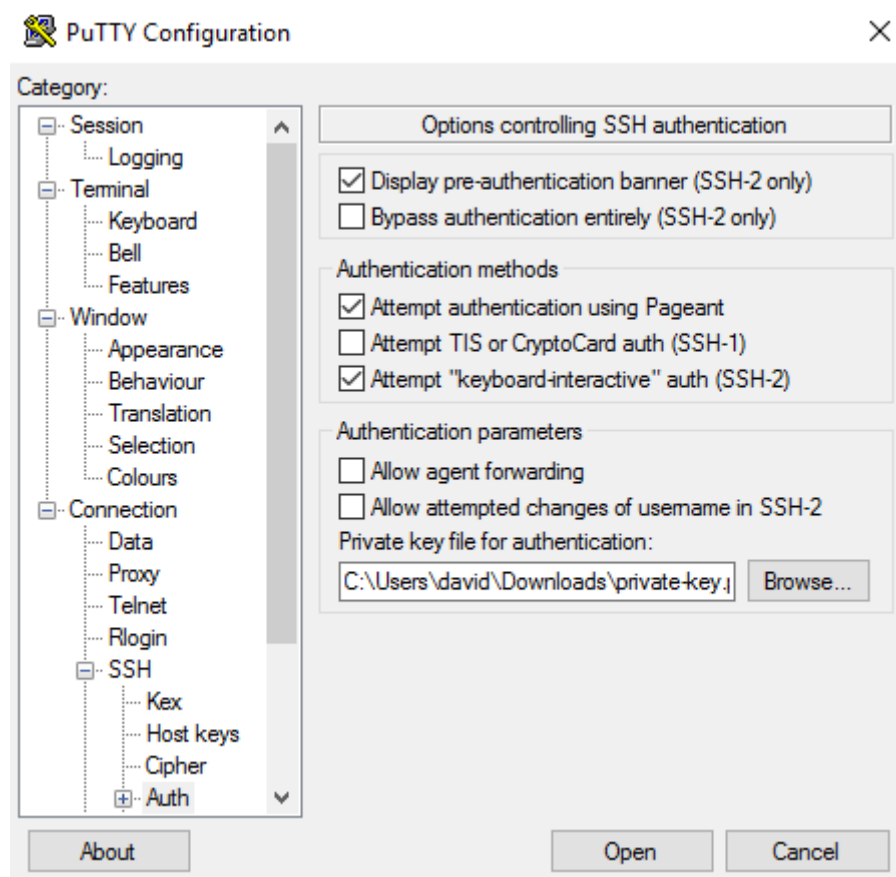 PuTTY Configuration
Category:
Session
Logging
Terminal
Keyboard
Bell
Features
Window
Appearance
Behaviour
Translation
Selection
Colours
Connection
Data
Proxy
Telnet
Rlogin
SSH
Kex
Host keys
Cipher
Auth
Options controlling SSH authentication
Display pre-authentication banner (SSH-2 only)
Bypass authentication entirely (SSH-2 only)
Authentication methods
Attempt authentication using Pageant
Attempt TIS or CryptoCard auth (SSH-1)
Attempt "keyboard-interactive" auth (SSH-2)
Authentication parameters
Allow agent forwarding
Allow attempted changes of username in SSH-2
Private key file for authentication:
C:\Users\david\Downloads\private-key.p Browse...
About Open Cancel